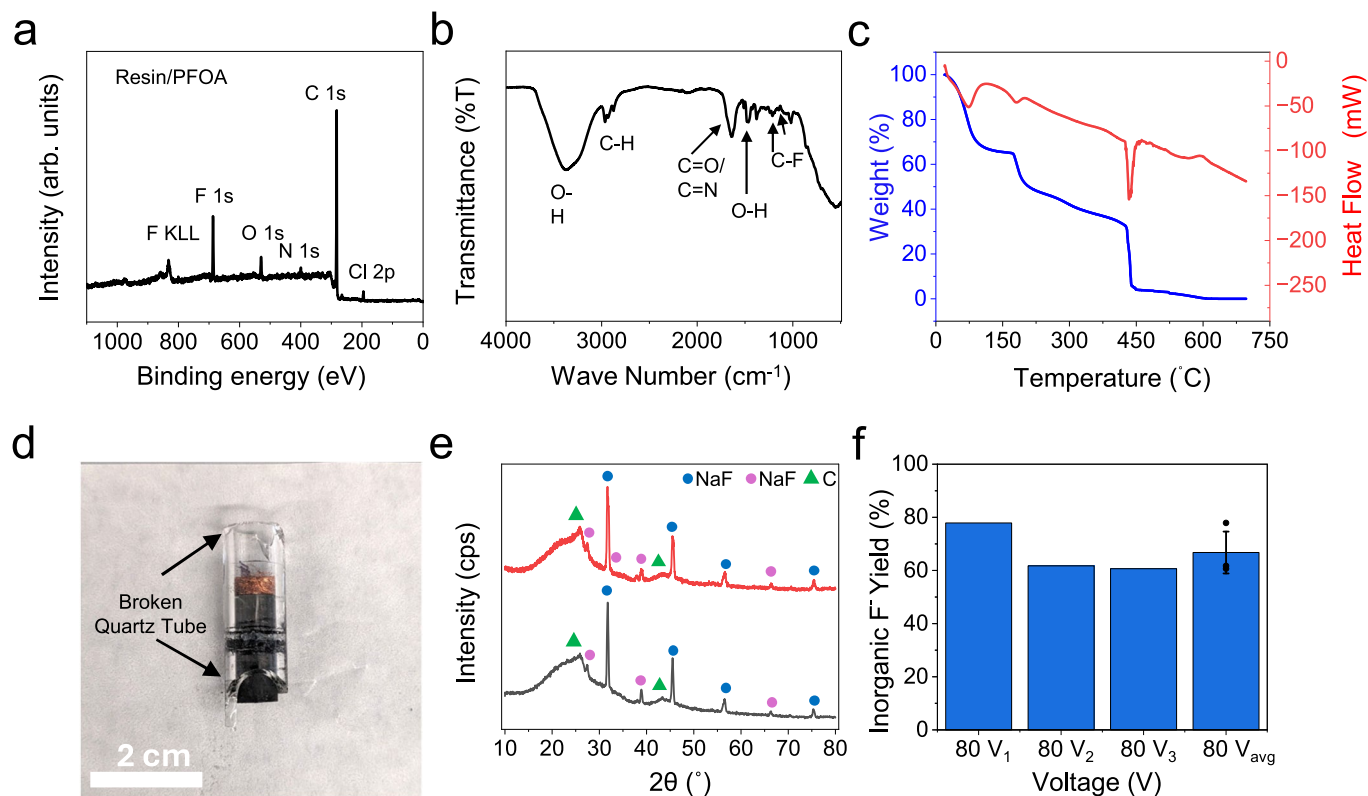 a
Resin/PFOA
C 1s
F 1s
F KLL
O 1s
N 1s
Cl 2p
Intensity (arb. units)
1000 800 600 400 200 0
Binding energy (eV)
b
C-H
O-
H
C=O/
C=N
O-H
C-F
Transmittance (%T)
4000 3000 2000 1000
Wave Number (cm⁻¹)
c
100
80
60
40
20
0
Weight (%)
0
−50
−100
−150
−200
−250
Heat Flow (mW)
0 150 300 450 600 750
Temperature (°C)
d
Broken
Quartz Tube
2 cm
e
NaF NaF C
Intensity (cps)
10 20 30 40 50 60 70 80
2θ (°)
f
100
80
60
40
20
0
Inorganic F⁻ Yield (%)
80 V₁ 80 V₂ 80 V₃ 80 Vavg
Voltage (V)